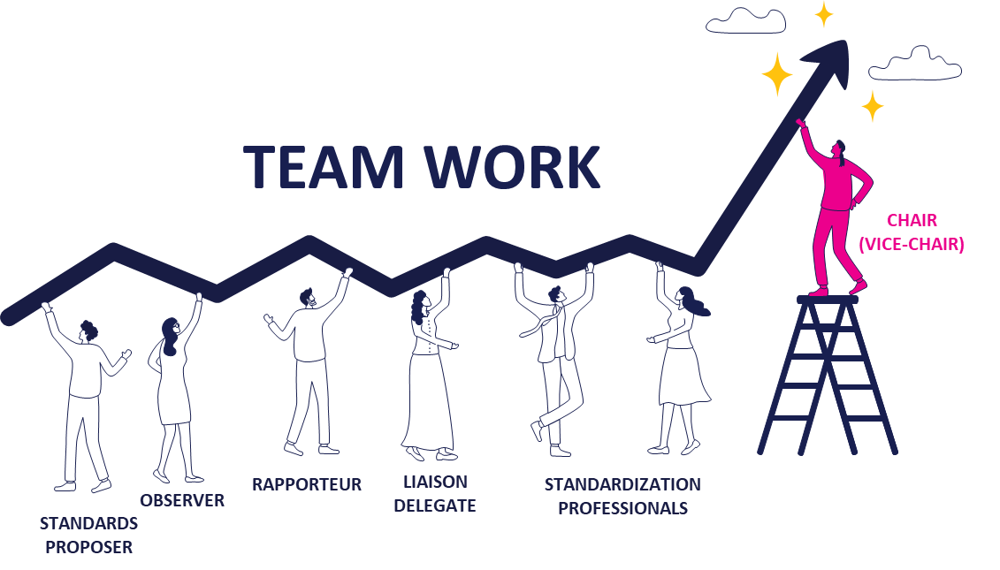 TEAM WORK
CHAIR
(VICE-CHAIR)
STANDARDS
PROPOSER
OBSERVER
RAPPORTEUR
LIAISON
DELEGATE
STANDARDIZATION
PROFESSIONALS